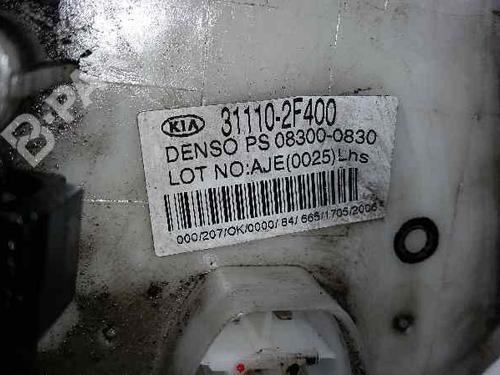 KIA 31110-2F400
DENSO PS 08300-0830
LOT NO:AJE(0025)Lhs
000/207/OK/0000/84/665/1705/2006
B-PA